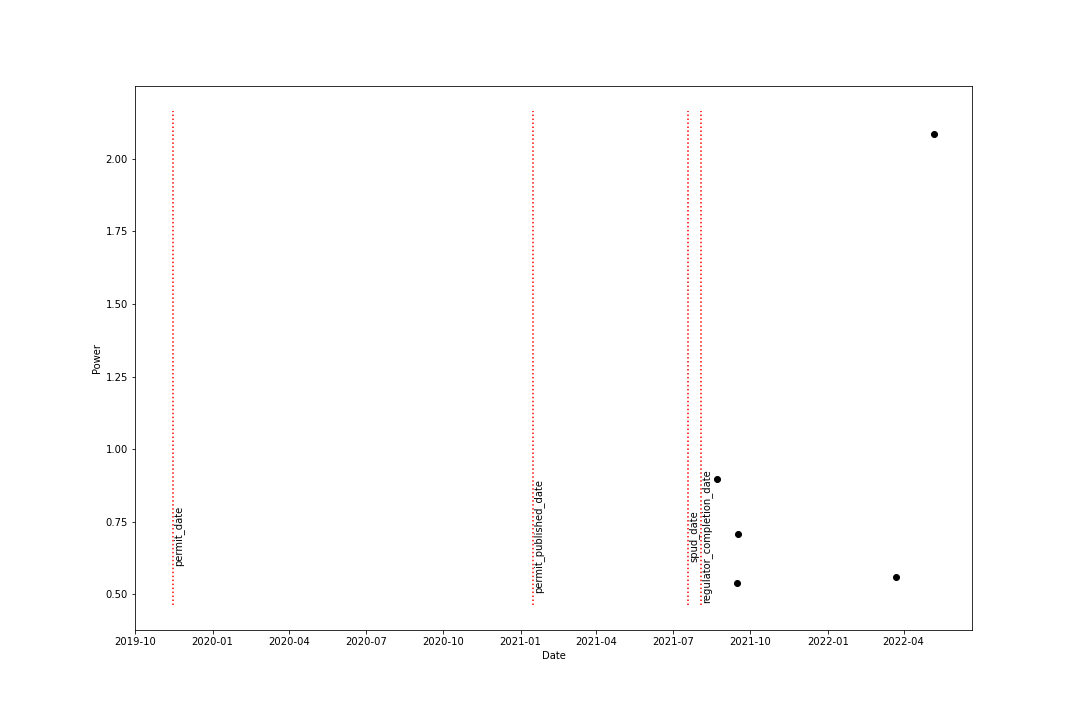 2.00
1.75
1.50
1.25
1.00
0.75
0.50
Power
permit_date
permit_published_date
spud_date
regulator_completion_date
2019-10 2020-01 2020-04 2020-07 2020-10 2021-01 2021-04 2021-07 2021-10 2022-01 2022-04
Date